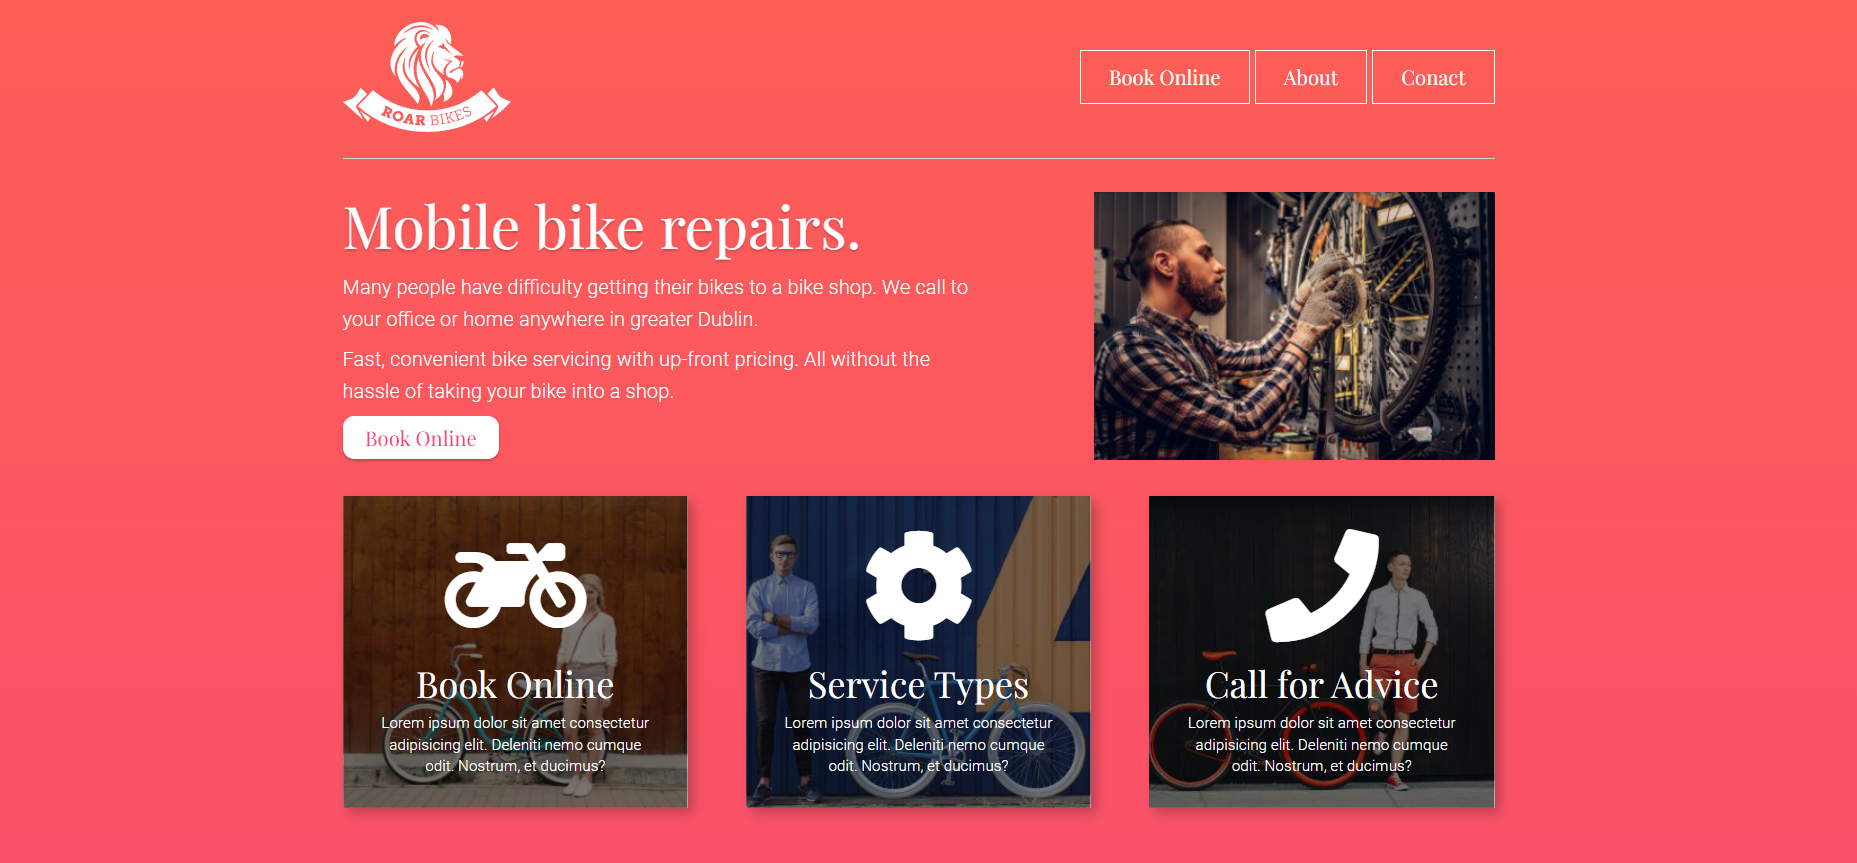 ROAR BIKES
Book Online
About
Conact
Mobile bike repairs.
Many people have difficulty getting their bikes to a bike shop. We call to
your office or home anywhere in greater Dublin.
Fast, convenient bike servicing with up-front pricing. All without the
hassle of taking your bike into a shop.
Book Online
Book Online
Lorem ipsum dolor sit amet consectetur
adipisicing elit. Deleniti nemo cumque
odit. Nostrum, et ducimus?
Service Types
Lorem ipsum dolor sit amet consectetur
adipisicing elit. Deleniti nemo cumque
odit. Nostrum, et ducimus?
Call for Advice
Lorem ipsum dolor sit amet consectetur
adipisicing elit. Deleniti nemo cumque
odit. Nostrum, et ducimus?